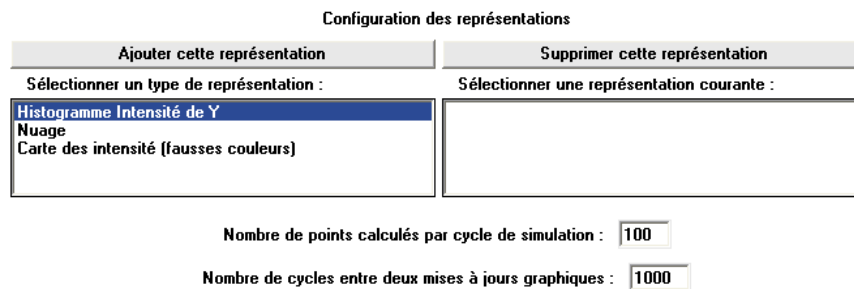 Configuration des représentations
Ajouter cette représentation
Supprimer cette représentation
Sélectionner un type de représentation :
Sélectionner une représentation courante :
Histogramme Intensité de Y
Nuage
Carte des intensité (fausses couleurs)
Nombre de points calculés par cycle de simulation : 100
Nombre de cycles entre deux mises à jours graphiques : 1000